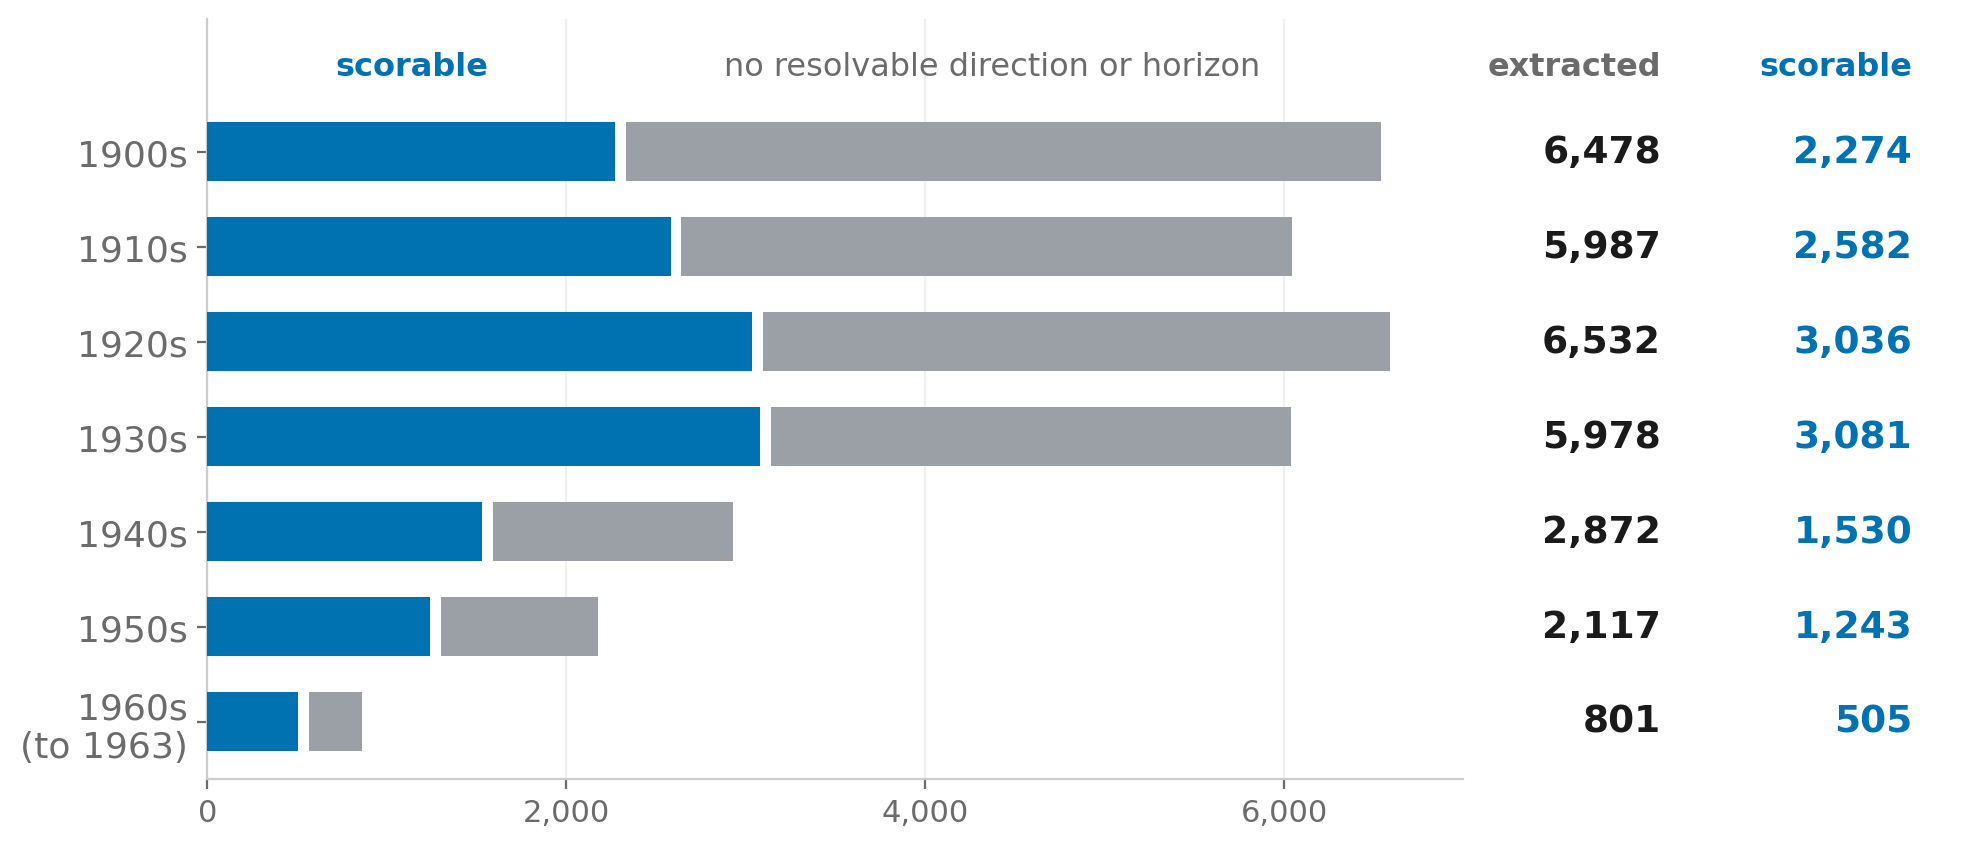 scorable no resolvable direction or horizon extracted scorable
1900s 6,478 2,274
1910s 5,987 2,582
1920s 6,532 3,036
1930s 5,978 3,081
1940s 2,872 1,530
1950s 2,117 1,243
1960s
(to 1963) 801 505
0 2,000 4,000 6,000